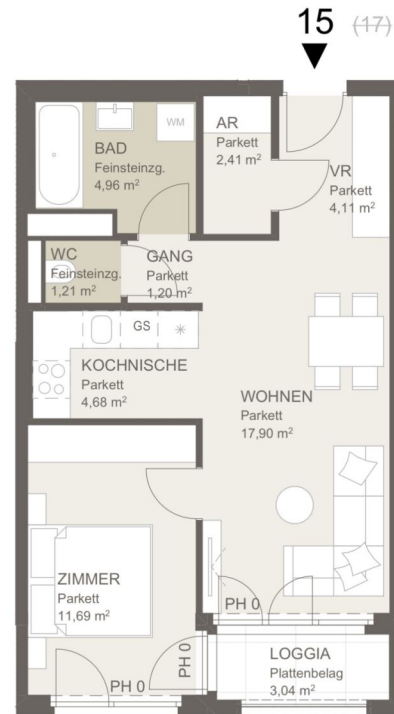 15 (17)
BAD
Feinsteinzg.
4,96 m²
WM
AR
Parkett
2,41 m²
VR
Parkett
4,11 m²
WC
Feinsteinzg.
1,21 m²
GANG
Parkett
1,20 m²
GS
KOCHNISCHE
Parkett
4,68 m²
WOHNEN
Parkett
17,90 m²
ZIMMER
Parkett
11,69 m²
PH 0
PH 0
PH 0
LOGGIA
Plattenbelag
3,04 m²